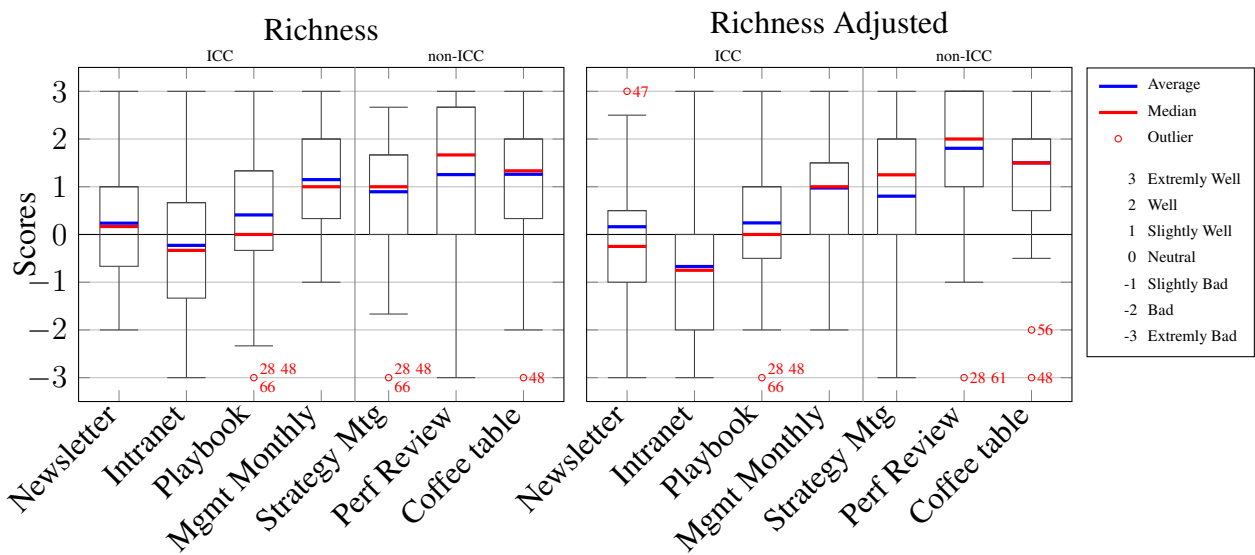 Richness
ICC
non-ICC
Scores
3
2
1
0
−1
−2
−3
28 48
66
28 48
66
48
Newsletter
Intranet
Playbook
Mgmt Monthly
Strategy Mtg
Perf Review
Coffee table
Richness Adjusted
ICC
non-ICC
47
28 48
66
28 61
56
48
Newsletter
Intranet
Playbook
Mgmt Monthly
Strategy Mtg
Perf Review
Coffee table
Average
Median
Outlier
3 Extremly Well
2 Well
1 Slightly Well
0 Neutral
-1 Slightly Bad
-2 Bad
-3 Extremly Bad